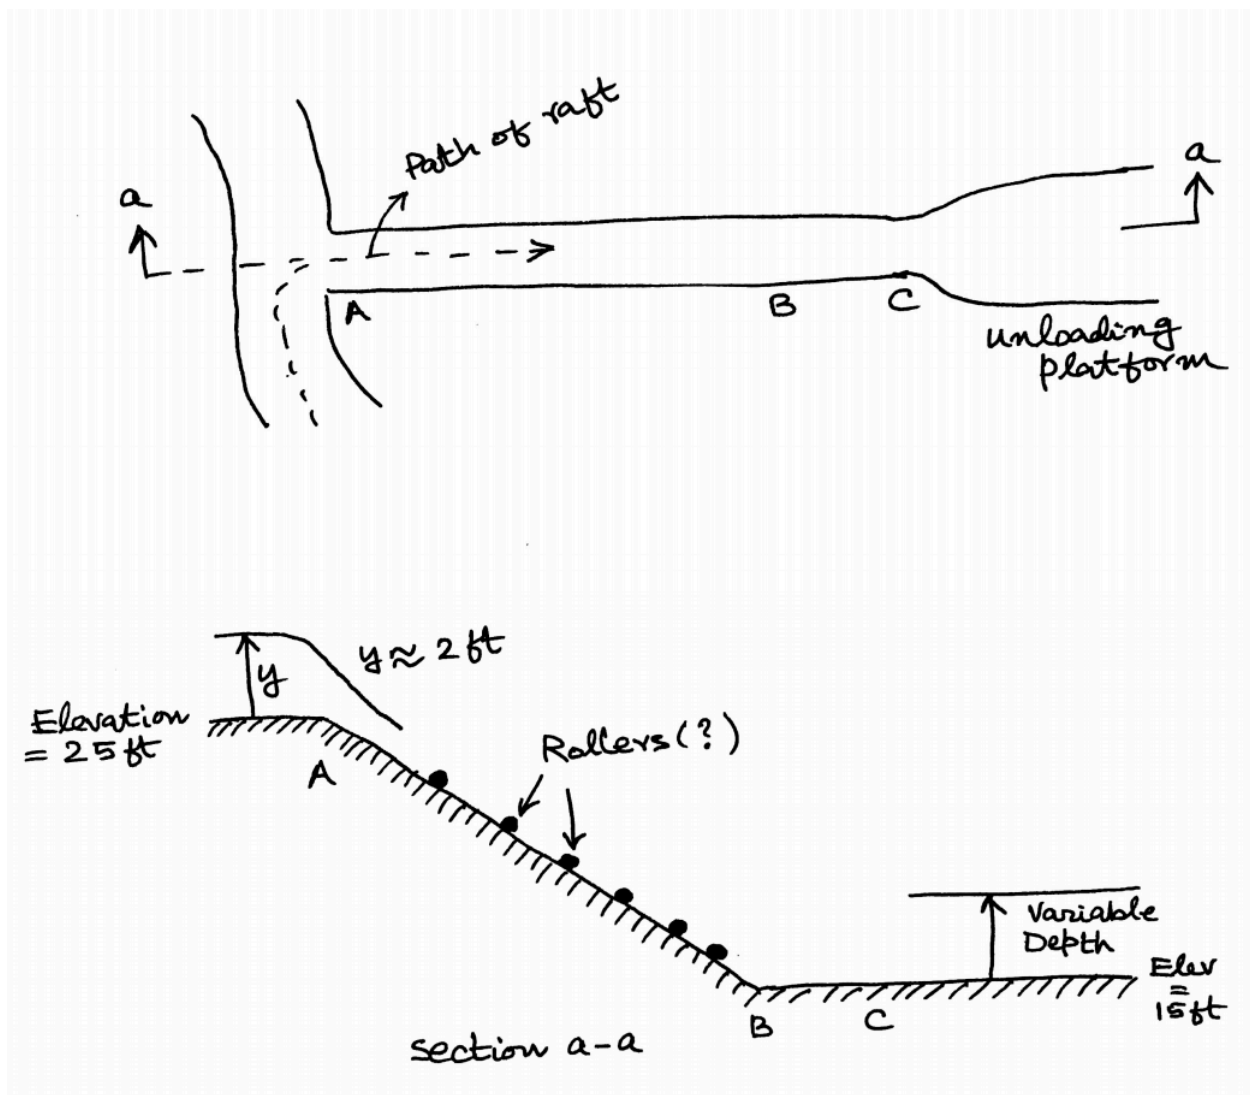 Path of raft
a
a
A
B
C
unloading
platform
y
y ≈ 2 ft
Elevation
= 25 ft
A
Rollers (?)
Variable
Depth
Elev
=
15 ft
B
C
section a-a